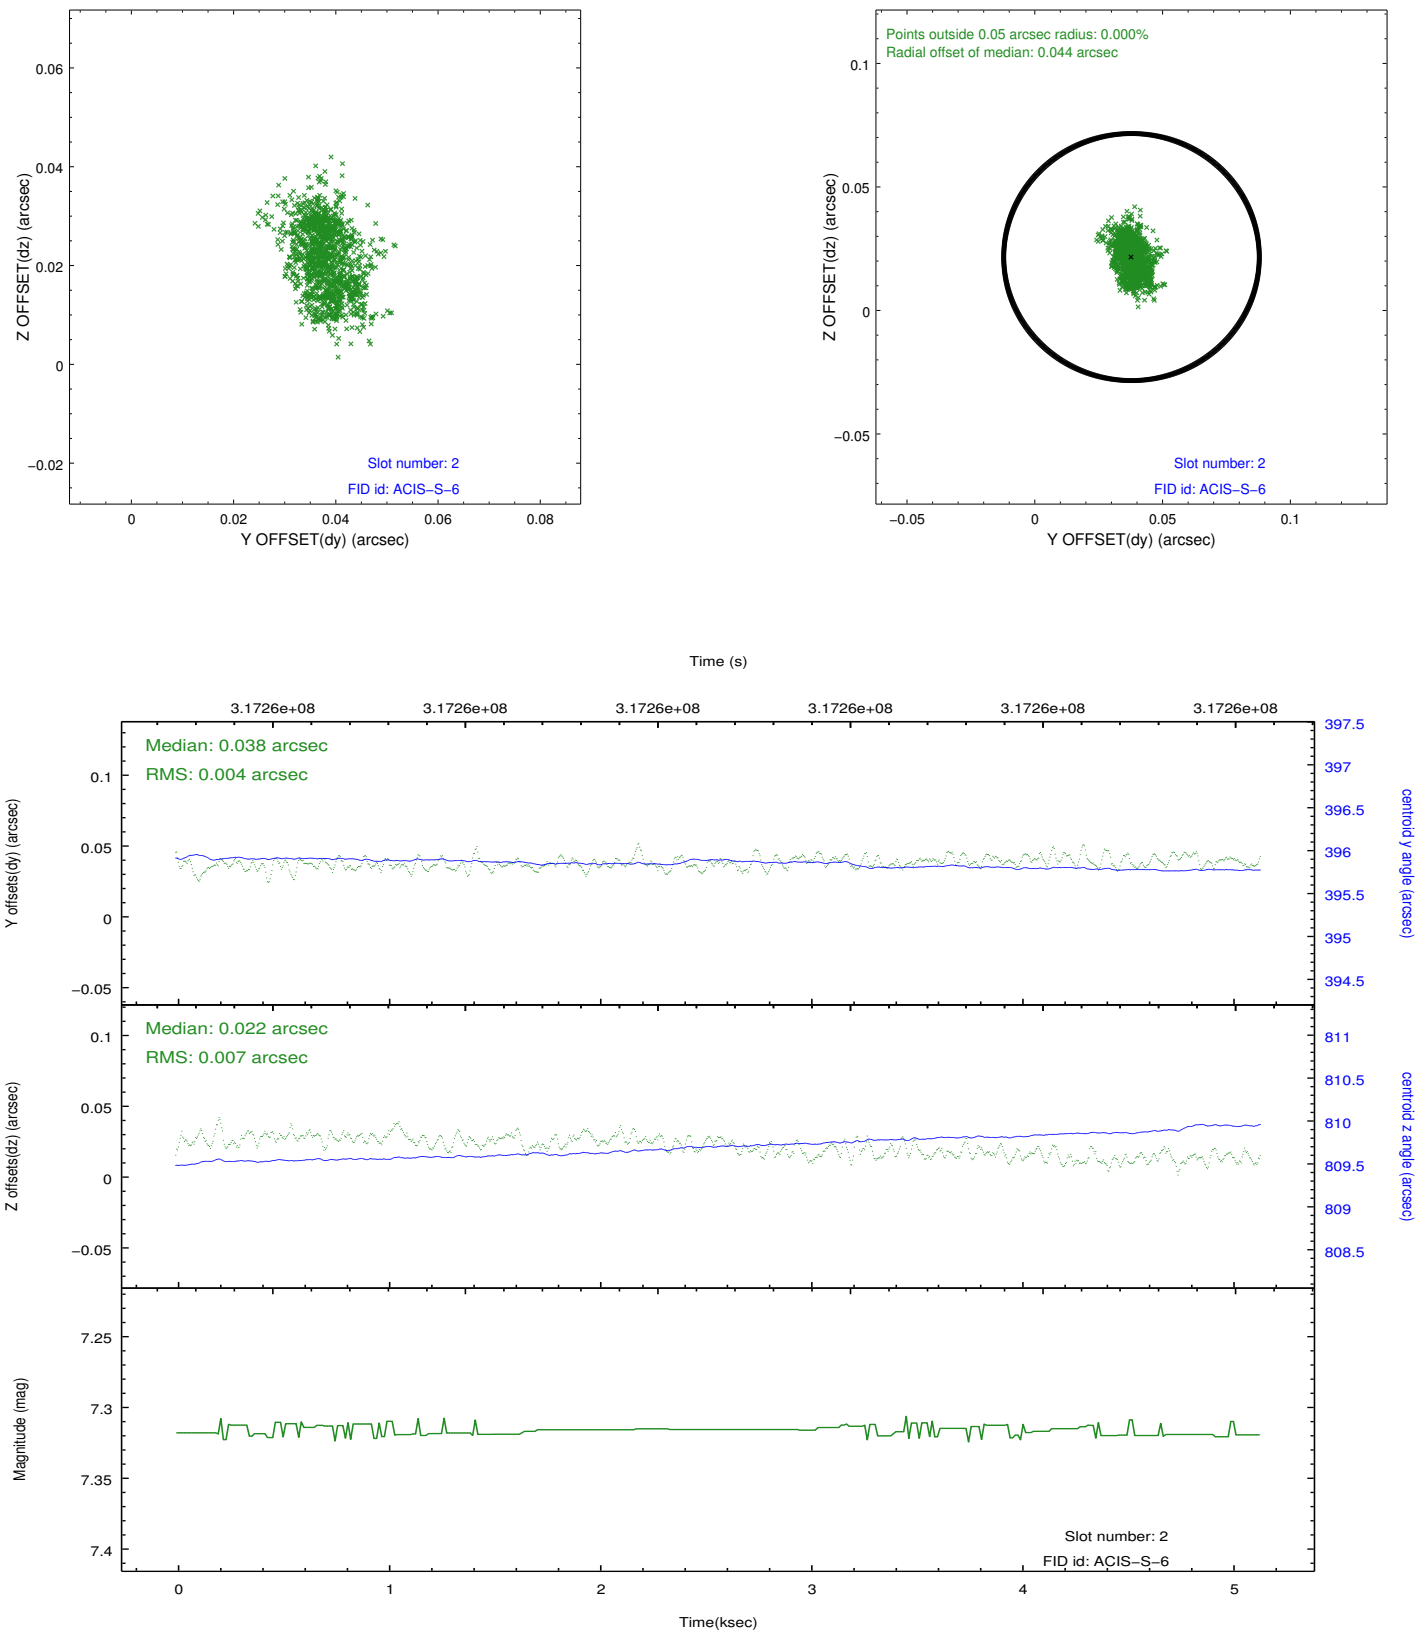 0.06
0.04
0.02
0
−0.02
Z OFFSET(dz) (arcsec)
Slot number: 2
FID id: ACIS−S−6
0 0.02 0.04 0.06 0.08
Y OFFSET(dy) (arcsec)
Points outside 0.05 arcsec radius: 0.000%
Radial offset of median: 0.044 arcsec
0.1
0.05
0
−0.05
Z OFFSET(dz) (arcsec)
Slot number: 2
FID id: ACIS−S−6
−0.05 0 0.05 0.1
Y OFFSET(dy) (arcsec)
Time (s)
3.1726e+08 3.1726e+08 3.1726e+08 3.1726e+08 3.1726e+08 3.1726e+08
Median: 0.038 arcsec
RMS: 0.004 arcsec
0.1
0.05
0
−0.05
Y offsets(dy) (arcsec)
397.5
397
396.5
396
395.5
395
394.5
centroid y angle (arcsec)
Median: 0.022 arcsec
RMS: 0.007 arcsec
0.1
0.05
0
−0.05
Z offsets(dz) (arcsec)
811
810.5
810
809.5
809
808.5
centroid z angle (arcsec)
7.25
7.3
7.35
7.4
Magnitude (mag)
Slot number: 2
FID id: ACIS−S−6
0 1 2 3 4 5
Time(ksec)